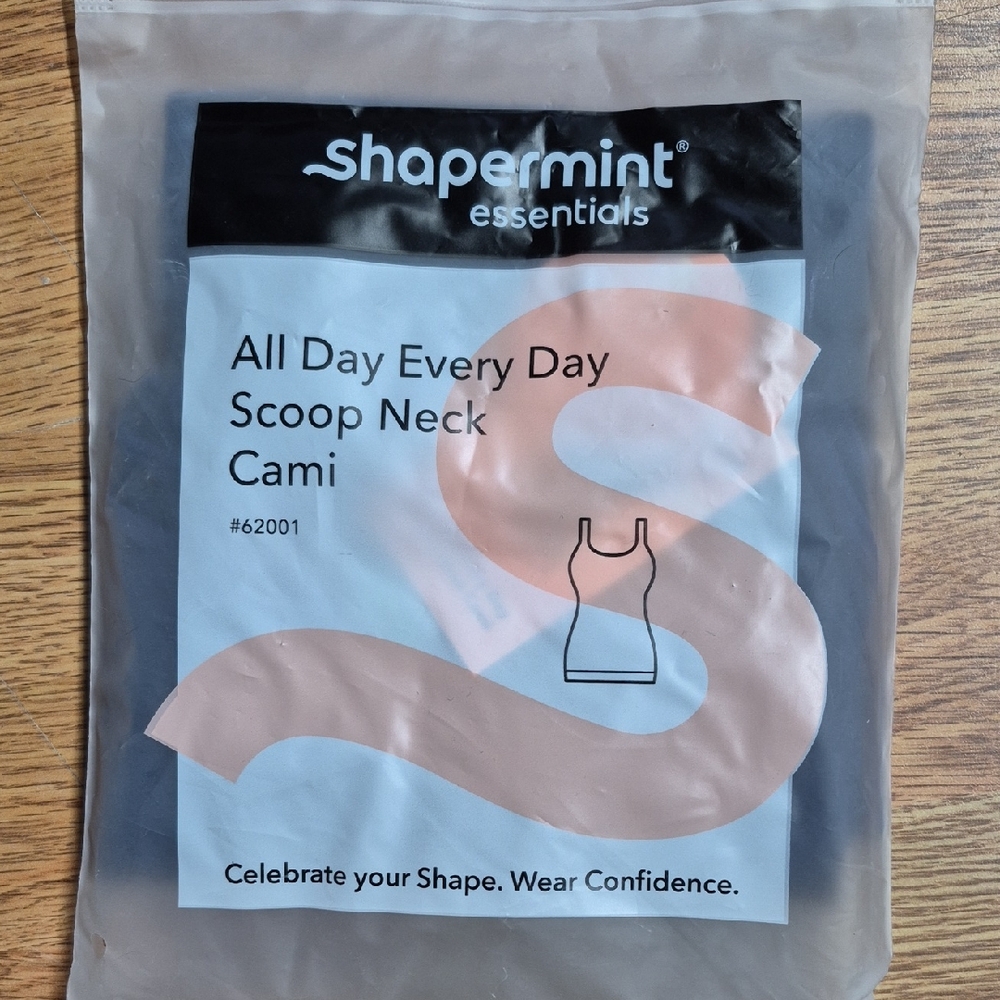 Shapermint®
essentials
All Day Every Day
Scoop Neck
Cami
#62001
Celebrate your Shape. Wear Confidence.